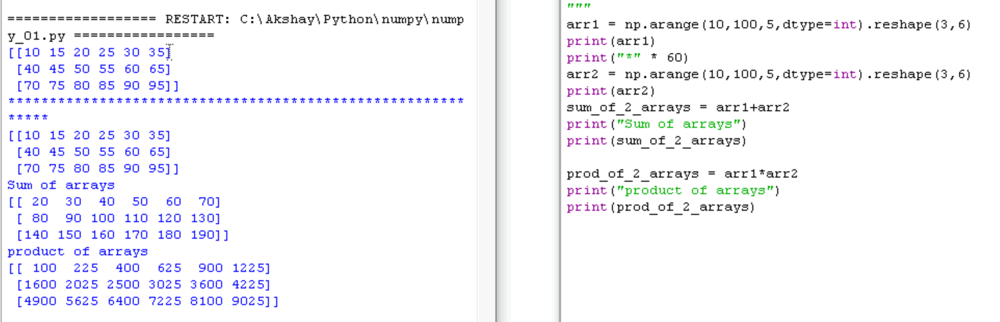 ================== RESTART: C:\Akshay\Python\numpy\nump
y_01.py =================
[[10 15 20 25 30 35]
 [40 45 50 55 60 65]
 [70 75 80 85 90 95]]
*******************************************************
*****
[[10 15 20 25 30 35]
 [40 45 50 55 60 65]
 [70 75 80 85 90 95]]
Sum of arrays
[[ 20  30  40  50  60  70]
 [ 80  90 100 110 120 130]
 [140 150 160 170 180 190]]
product of arrays
[[ 100  225  400  625  900 1225]
 [1600 2025 2500 3025 3600 4225]
 [4900 5625 6400 7225 8100 9025]]
"""
arr1 = np.arange(10,100,5,dtype=int).reshape(3,6)
print(arr1)
print("*" * 60)
arr2 = np.arange(10,100,5,dtype=int).reshape(3,6)
print(arr2)
sum_of_2_arrays = arr1+arr2
print("Sum of arrays")
print(sum_of_2_arrays)
prod_of_2_arrays = arr1*arr2
print("product of arrays")
print(prod_of_2_arrays)